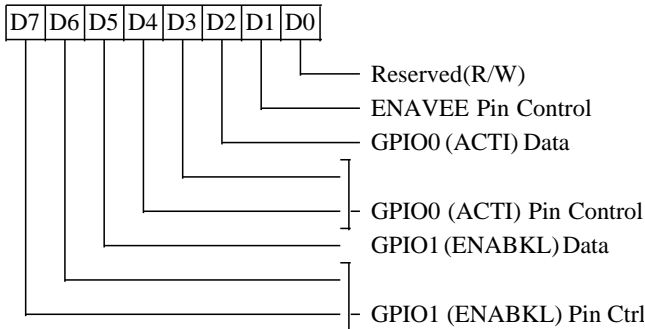 D7 D6 D5 D4 D3 D2 D1 D0
Reserved(R/W)
ENAVEE Pin Control
GPIO0 (ACTI) Data
GPIO0 (ACTI) Pin Control
GPIO1 (ENABKL) Data
GPIO1 (ENABKL) Pin Ctrl